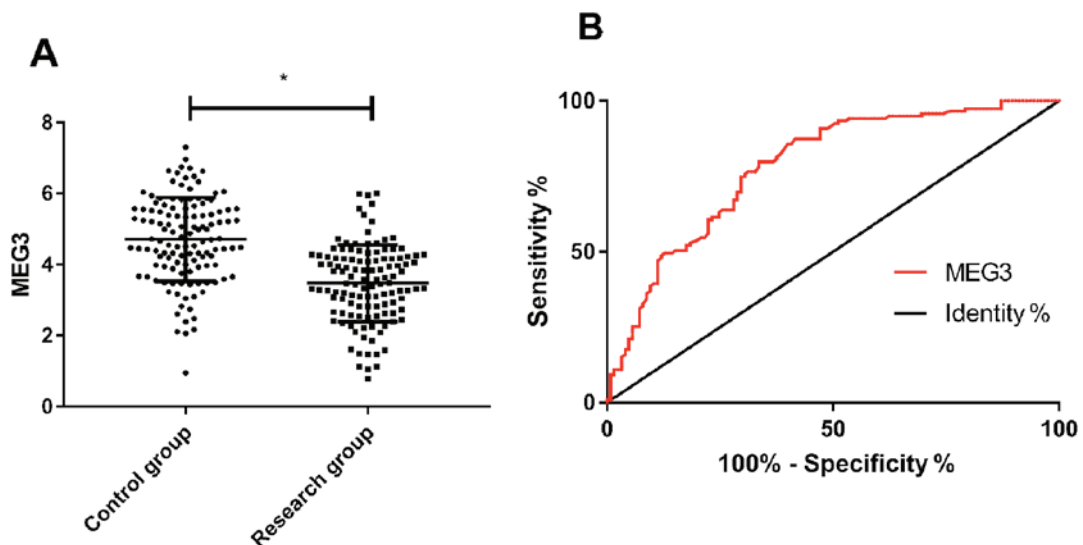 A
*
8
6
4
2
0
MEG3
Control group
Research group
B
100
50
0
Sensitivity %
MEG3
Identity %
0
50
100
100% - Specificity %